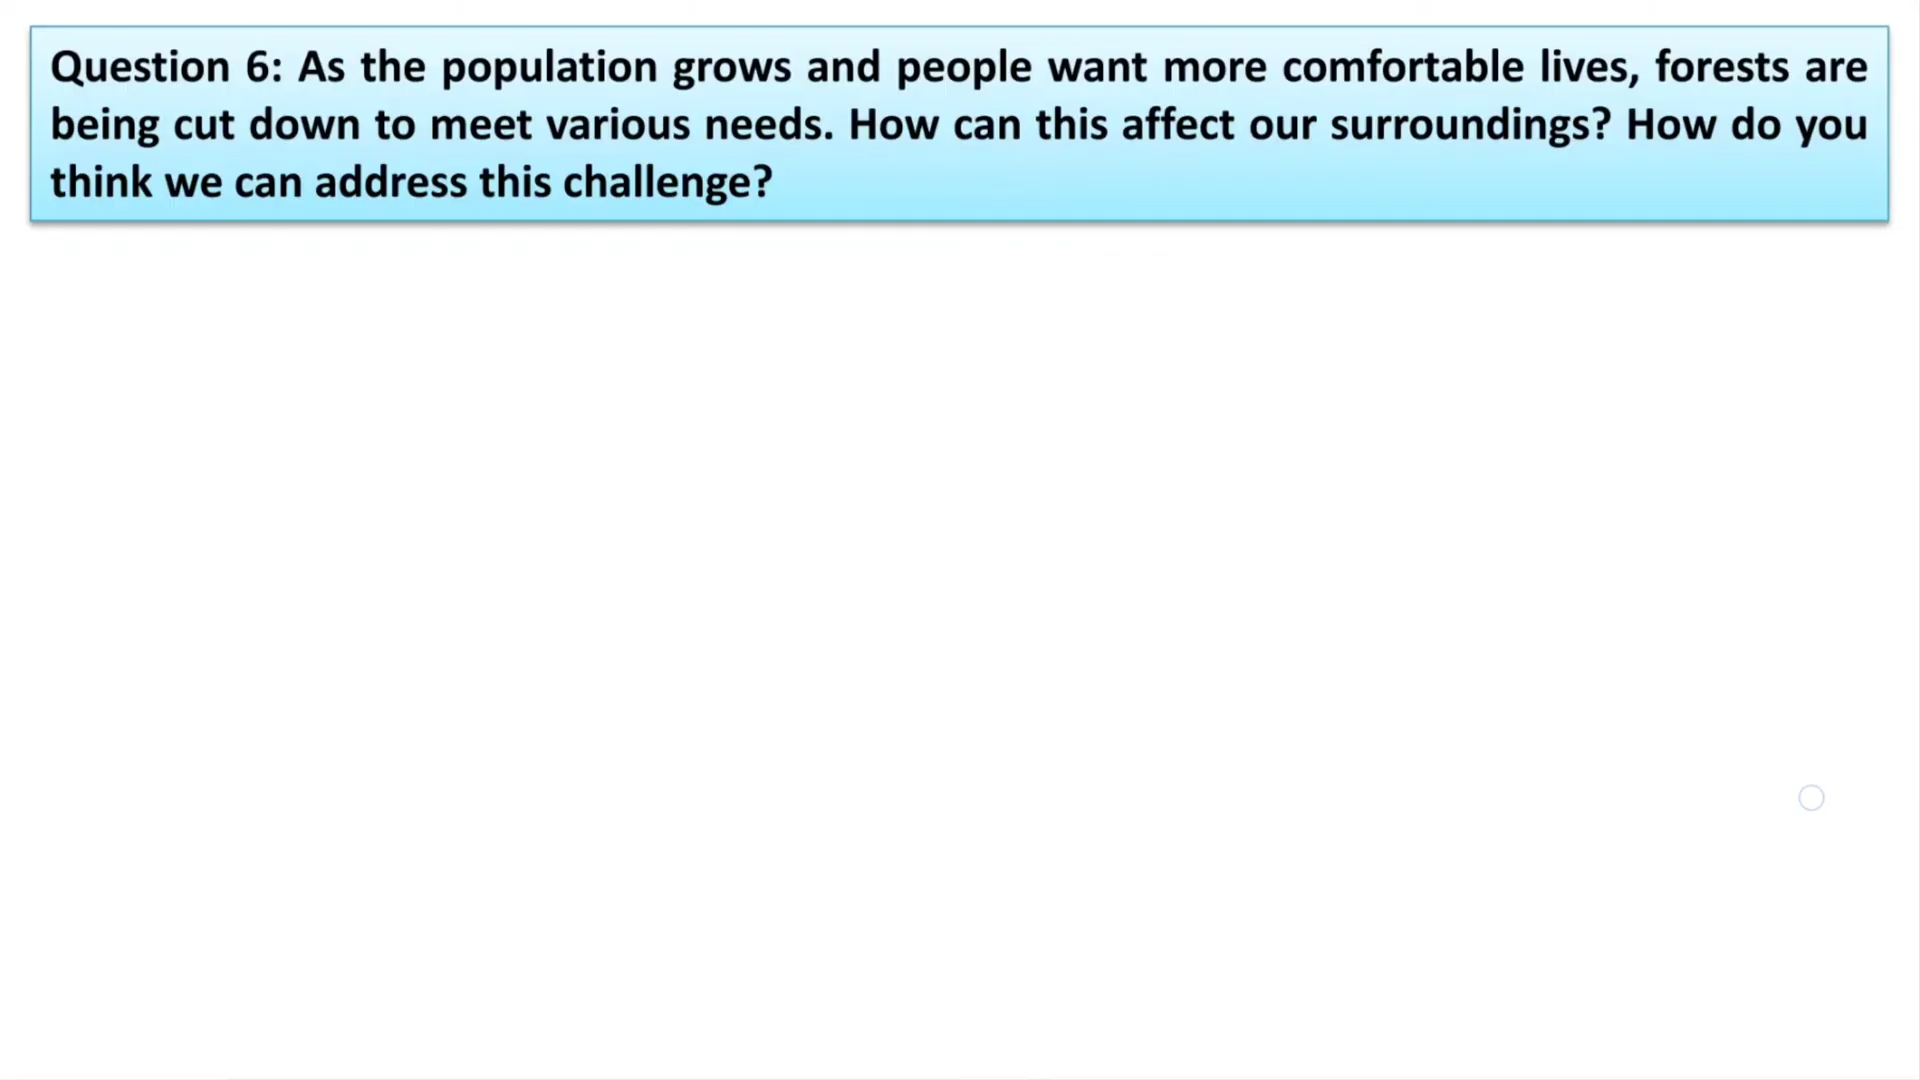 Question 6: As the population grows and people want more comfortable lives, forests are
being cut down to meet various needs. How can this affect our surroundings? How do you
think we can address this challenge?